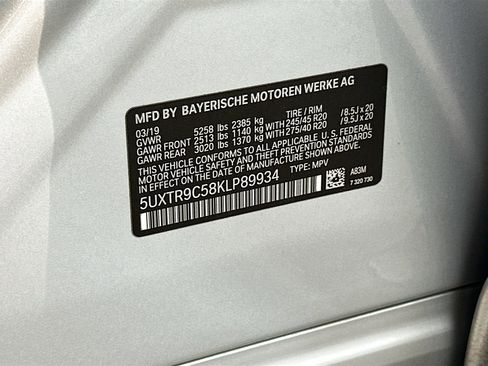 MFD BY BAYERISCHE MOTOREN WERKE AG
03/19 5258 lbs 2385 kg TIRE / RIM
GVWR
GAWR FRONT 2513 lbs 1140 kg WITH 245/45 R20 / 8.5J x 20
GAWR REAR 3020 lbs 1370 kg WITH 275/40 R20 / 9.5J x 20
THIS VEHICLE CONFORMS TO ALL APPLICABLE U.S. FEDERAL
MOTOR VEHICLE SAFETY STANDARDS IN
EFFECT ON THE DATE OF MANUFACTURE SHOWN ABOVE.
5UXTR9C58KLP89934 TYPE: MPV
A83M
7 320 730